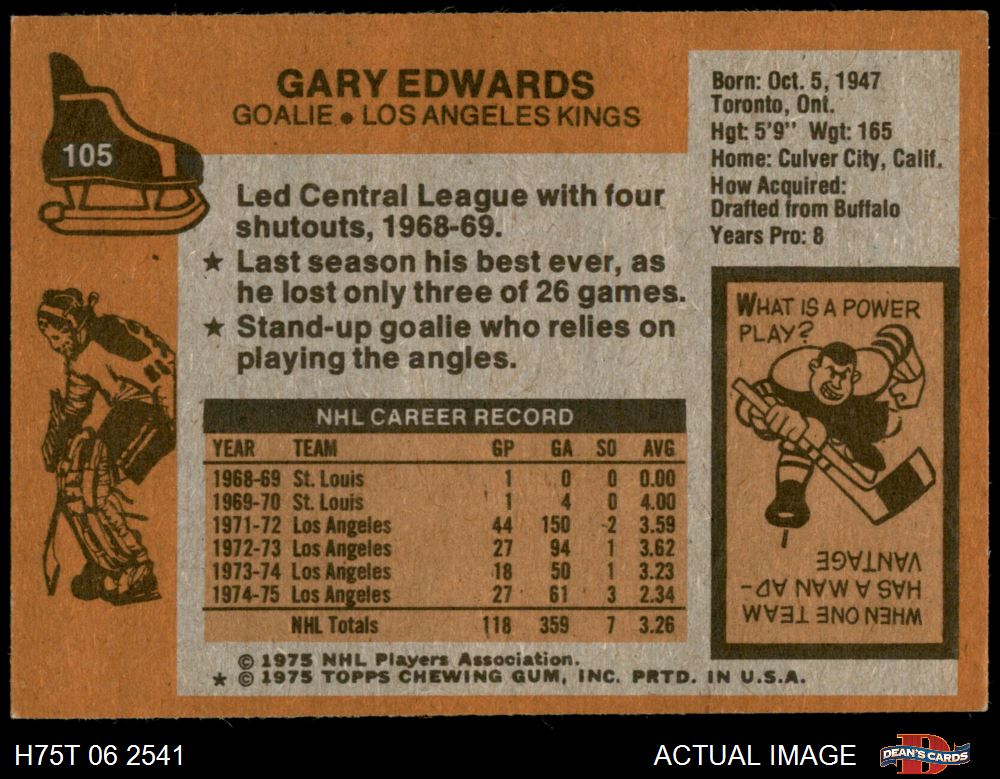 GARY EDWARDS
GOALIE • LOS ANGELES KINGS
105
Born: Oct. 5, 1947
Toronto, Ont.
Hgt: 5'9" Wgt: 165
Home: Culver City, Calif.
How Acquired:
Drafted from Buffalo
Years Pro: 8
Led Central League with four
shutouts, 1968-69.
★ Last season his best ever, as
he lost only three of 26 games.
★ Stand-up goalie who relies on
playing the angles.
NHL CAREER RECORD
YEAR TEAM GP GA SO AVG
1968-69 St. Louis 1 0 0 0.00
1969-70 St. Louis 1 4 0 4.00
1971-72 Los Angeles 44 150 2 3.59
1972-73 Los Angeles 27 94 1 3.62
1973-74 Los Angeles 18 50 1 3.23
1974-75 Los Angeles 27 61 3 2.34
NHL Totals 118 359 7 3.26
WHAT IS A POWER
PLAY?
WHEN ONE TEAM
HAS A MAN AD-
VANTAGE
© 1975 NHL Players Association.
★ © 1975 TOPPS CHEWING GUM, INC. PRTD. IN U.S.A.
H75T 06 2541
ACTUAL IMAGE
D
DEAN'S CARDS